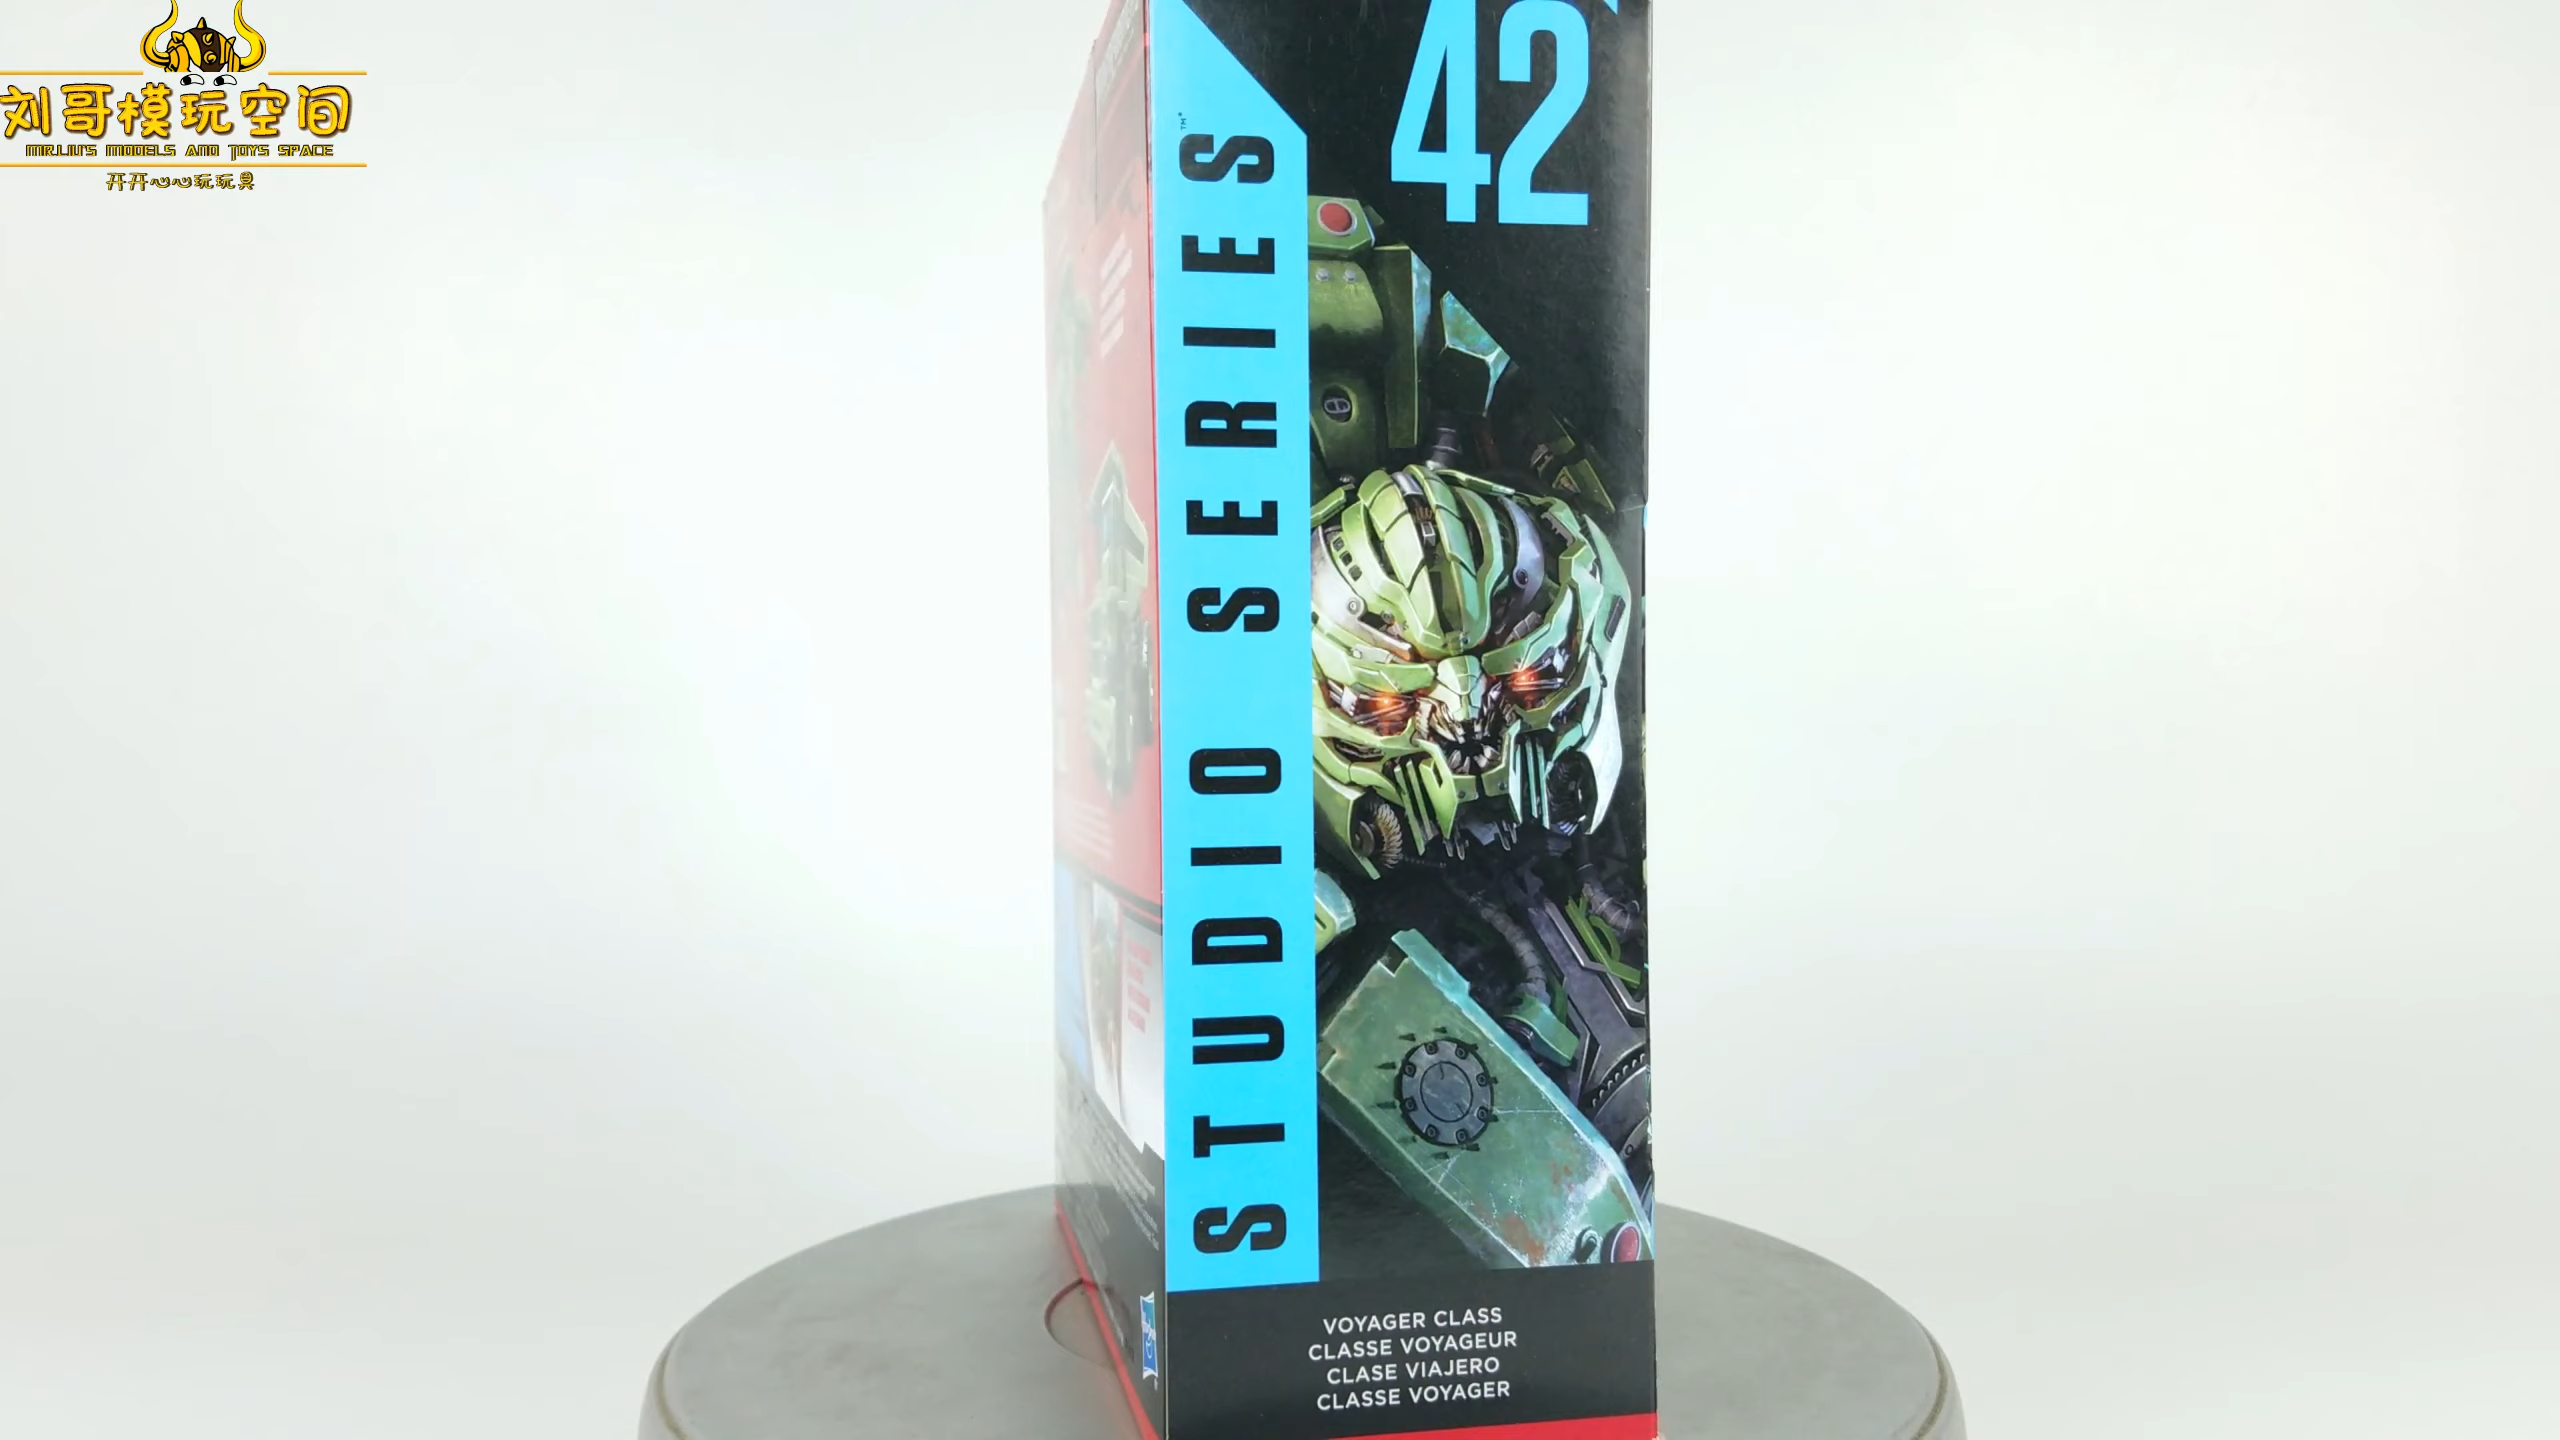 刘哥模玩空间
MR.LIU'S MODELS AND TOYS SPACE
开开心心玩玩具
42
STUDIO SERIES™
VOYAGER CLASS
CLASSE VOYAGEUR
CLASE VIAJERO
CLASSE VOYAGER